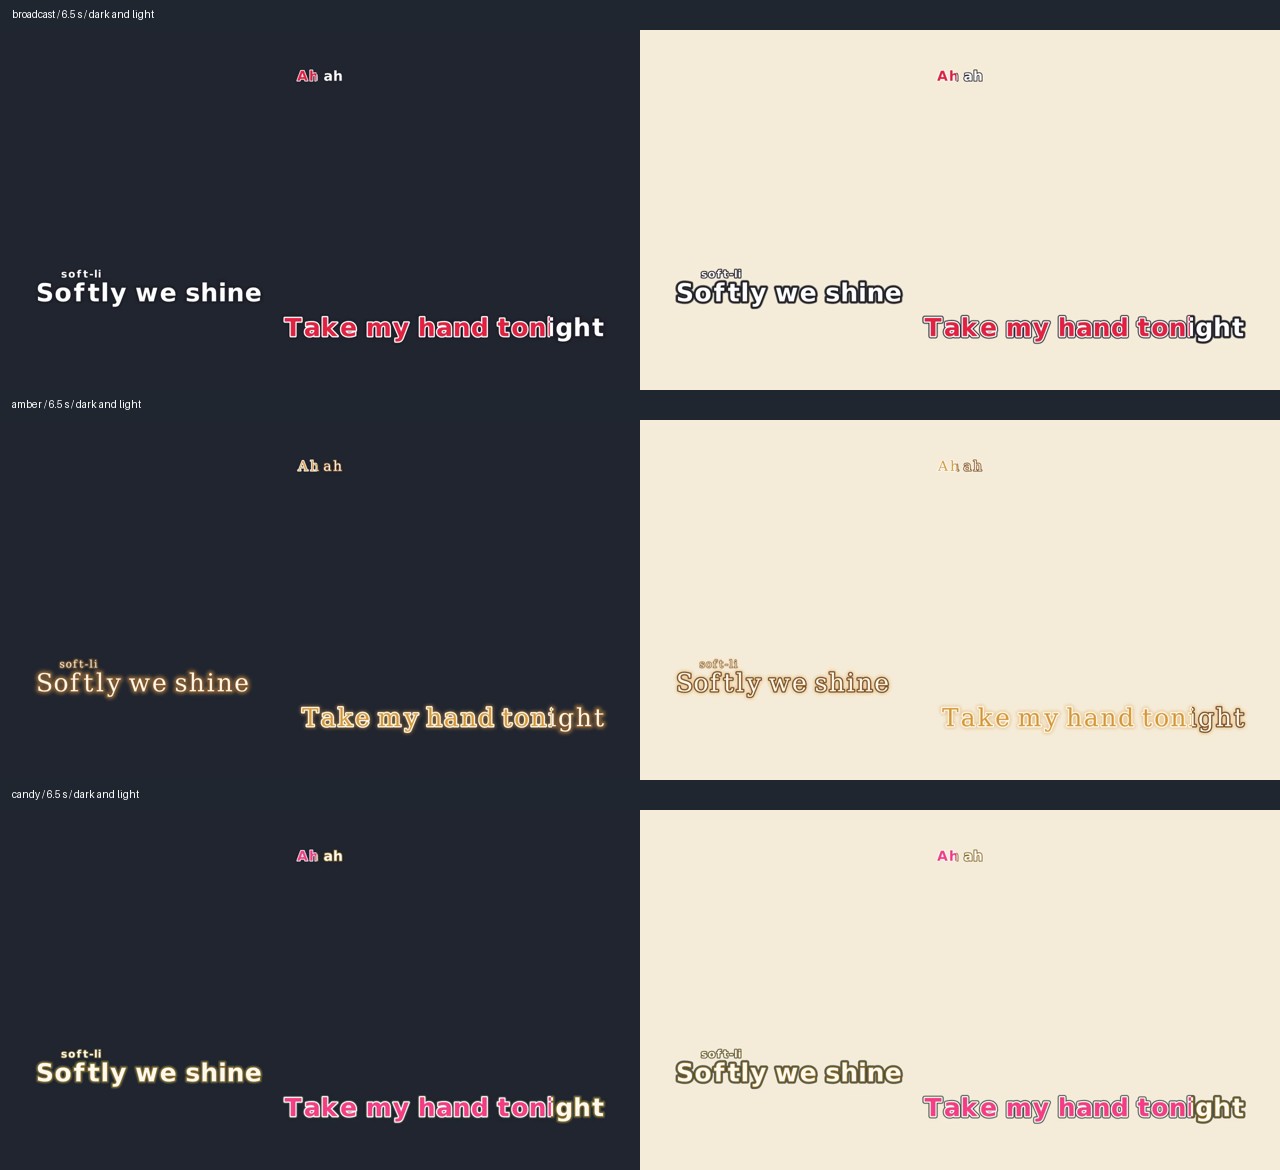 broadcast / 6.5 s / dark and light
Ah ah
Ah ah
soft-li
Softly we shine
Take my hand tonight
soft-li
Softly we shine
Take my hand tonight
amber / 6.5 s / dark and light
Ah ah
Ah ah
soft-li
Softly we shine
Take my hand tonight
soft-li
Softly we shine
Take my hand tonight
candy / 6.5 s / dark and light
Ah ah
Ah ah
soft-li
Softly we shine
Take my hand tonight
soft-li
Softly we shine
Take my hand tonight